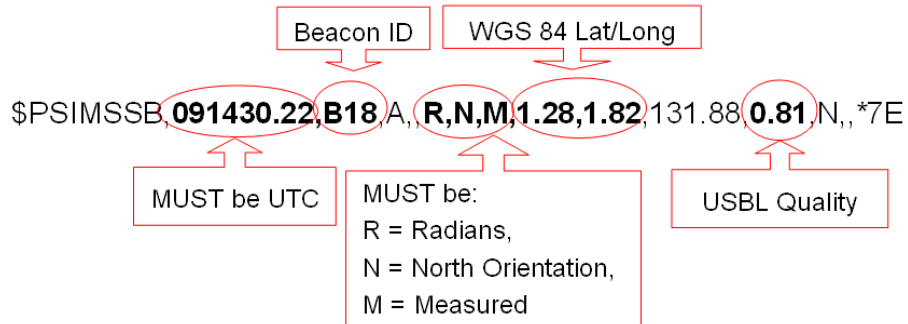 Beacon ID
WGS 84 Lat/Long
$PSIMSSB,091430.22,B18,A,,R,N,M,1.28,1.82,131.88,0.81,N,,*7E
MUST be UTC
MUST be:
R = Radians,
N = North Orientation,
M = Measured
USBL Quality